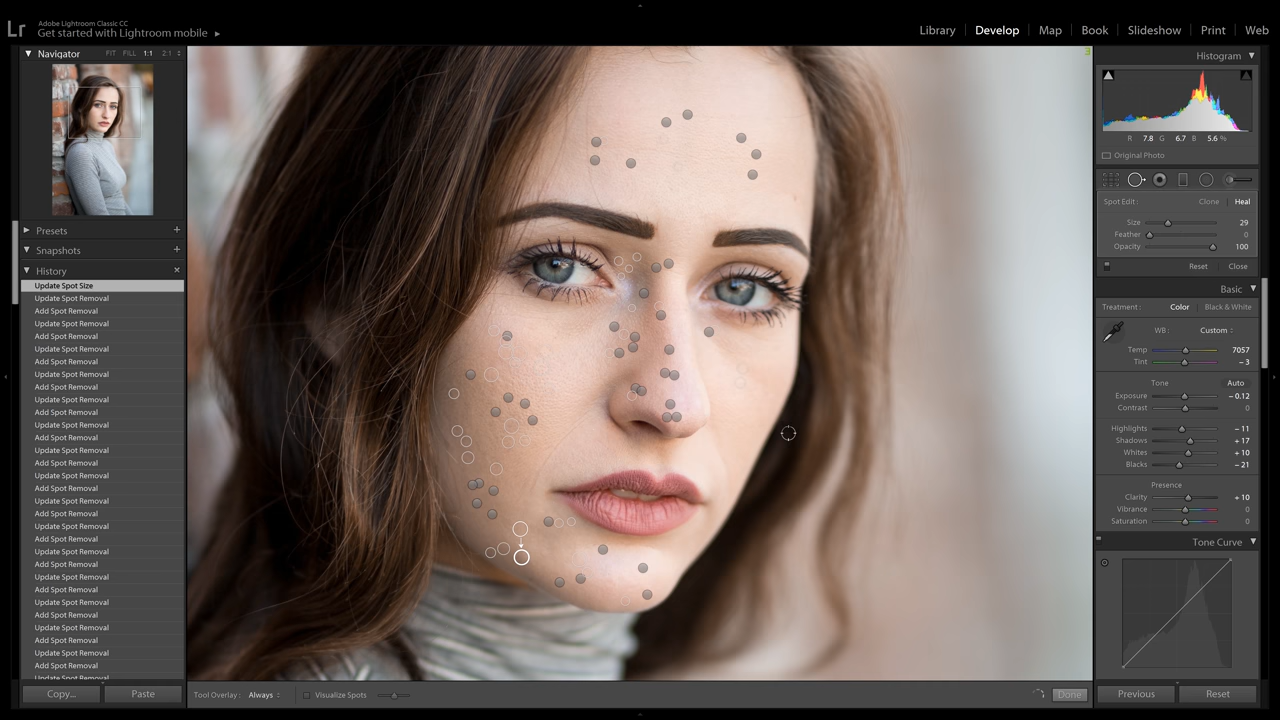 Lr
Adobe Lightroom Classic CC
Get started with Lightroom mobile
Library | Develop | Map | Book | Slideshow | Print | Web
Navigator FIT FILL 1:1 2:1
Presets
Snapshots
History
Update Spot Size
Update Spot Removal
Add Spot Removal
Update Spot Removal
Add Spot Removal
Update Spot Removal
Add Spot Removal
Update Spot Removal
Add Spot Removal
Update Spot Removal
Add Spot Removal
Update Spot Removal
Add Spot Removal
Update Spot Removal
Add Spot Removal
Update Spot Removal
Add Spot Removal
Update Spot Removal
Add Spot Removal
Update Spot Removal
Add Spot Removal
Update Spot Removal
Add Spot Removal
Update Spot Removal
Add Spot Removal
Update Spot Removal
Add Spot Removal
Update Spot Removal
Add Spot Removal
Update Spot Removal
Add Spot Removal
Update Spot Removal
Copy...
Paste
3
Tool Overlay: Always
Visualize Spots
Done
Histogram
R 7.8 G 6.7 B 5.6 %
Original Photo
Spot Edit: Clone Heal
Size 29
Feather 0
Opacity 100
Reset Close
Basic
Treatment: Color | Black & White
WB: Custom
Temp 7057
Tint – 3
Tone Auto
Exposure – 0.12
Contrast 0
Highlights – 11
Shadows + 17
Whites + 10
Blacks – 21
Presence
Clarity + 10
Vibrance 0
Saturation 0
Tone Curve
Previous
Reset